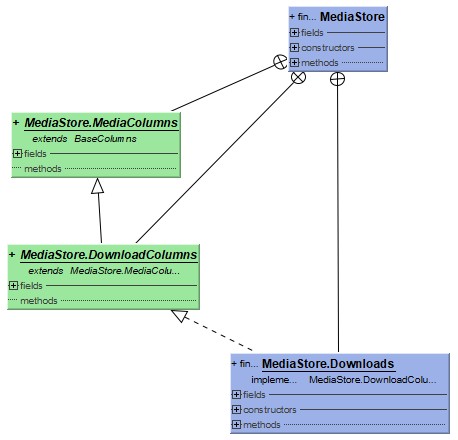 + fin... MediaStore
fields
constructors
methods
+ MediaStore.MediaColumns
extends BaseColumns
fields
methods
+ MediaStore.DownloadColumns
extends MediaStore.MediaColu...
fields
methods
+ fin... MediaStore.Downloads
impleme... MediaStore.DownloadColu...
fields
constructors
methods